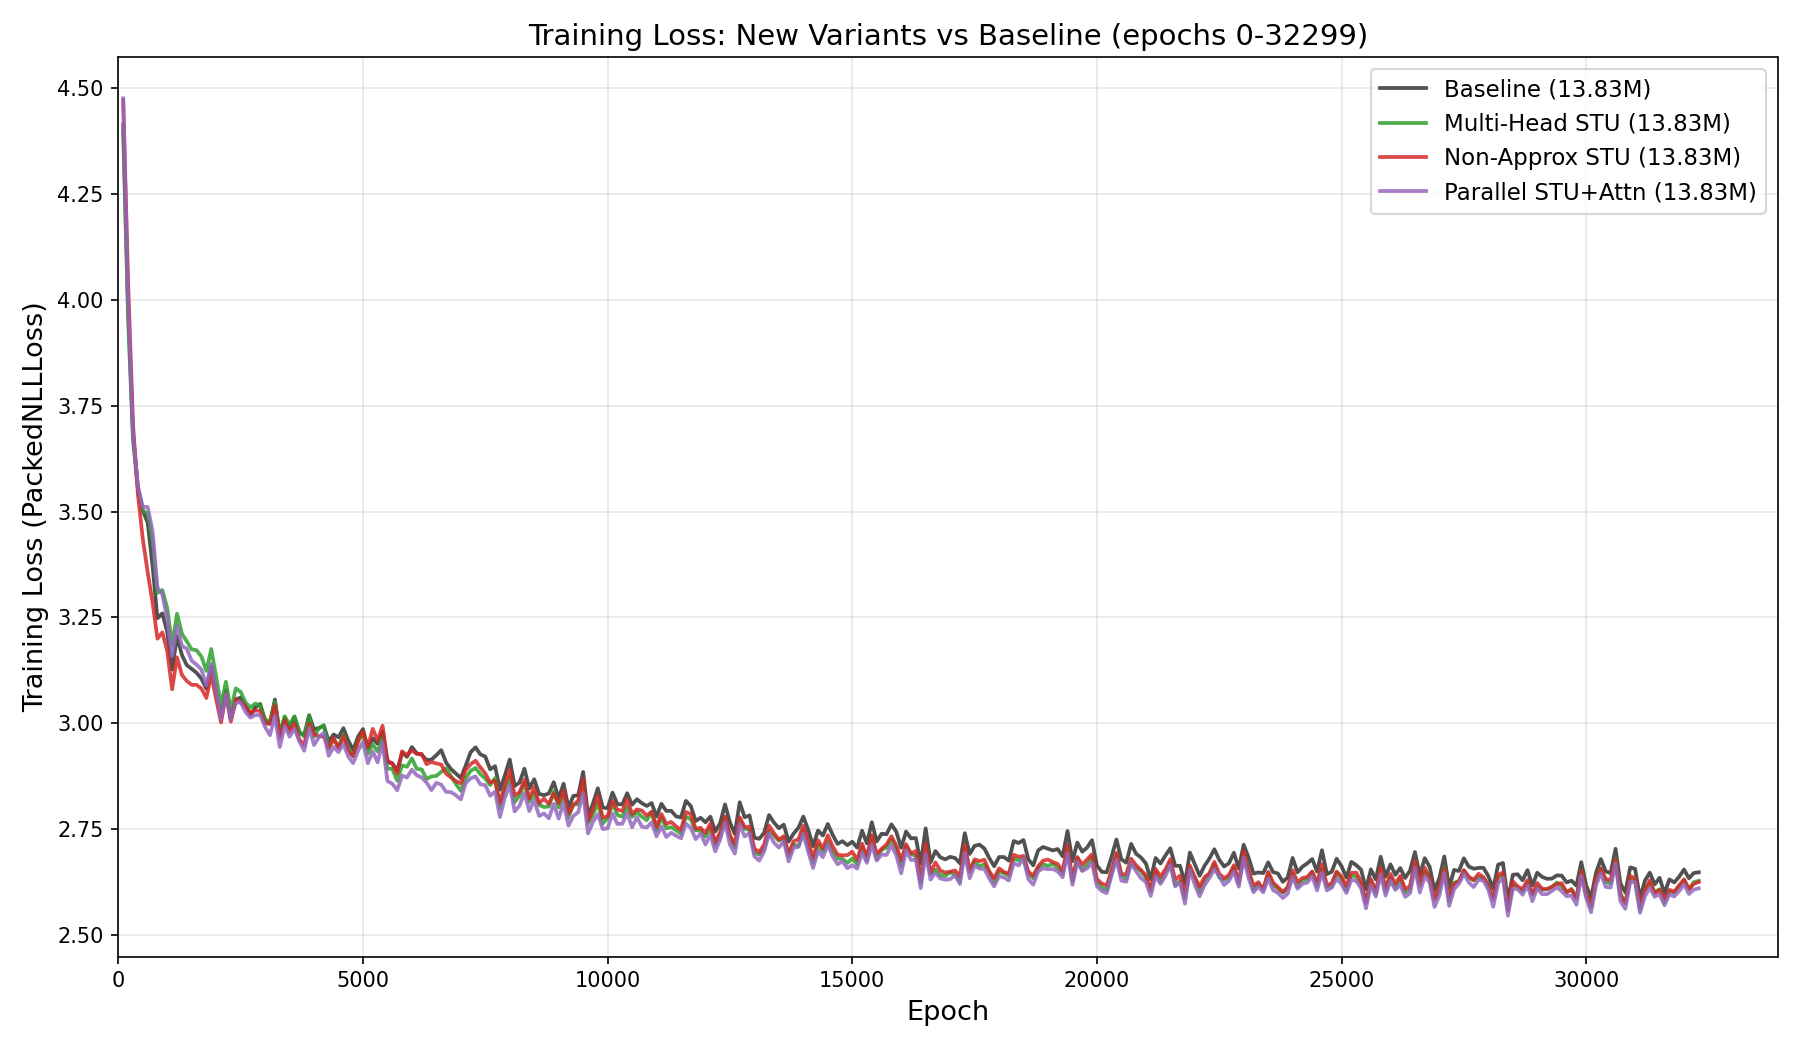 Training Loss: New Variants vs Baseline (epochs 0-32299)
Baseline (13.83M)
Multi-Head STU (13.83M)
Non-Approx STU (13.83M)
Parallel STU+Attn (13.83M)
Training Loss (PackedNLLLoss)
4.50
4.25
4.00
3.75
3.50
3.25
3.00
2.75
2.50
0 5000 10000 15000 20000 25000 30000
Epoch